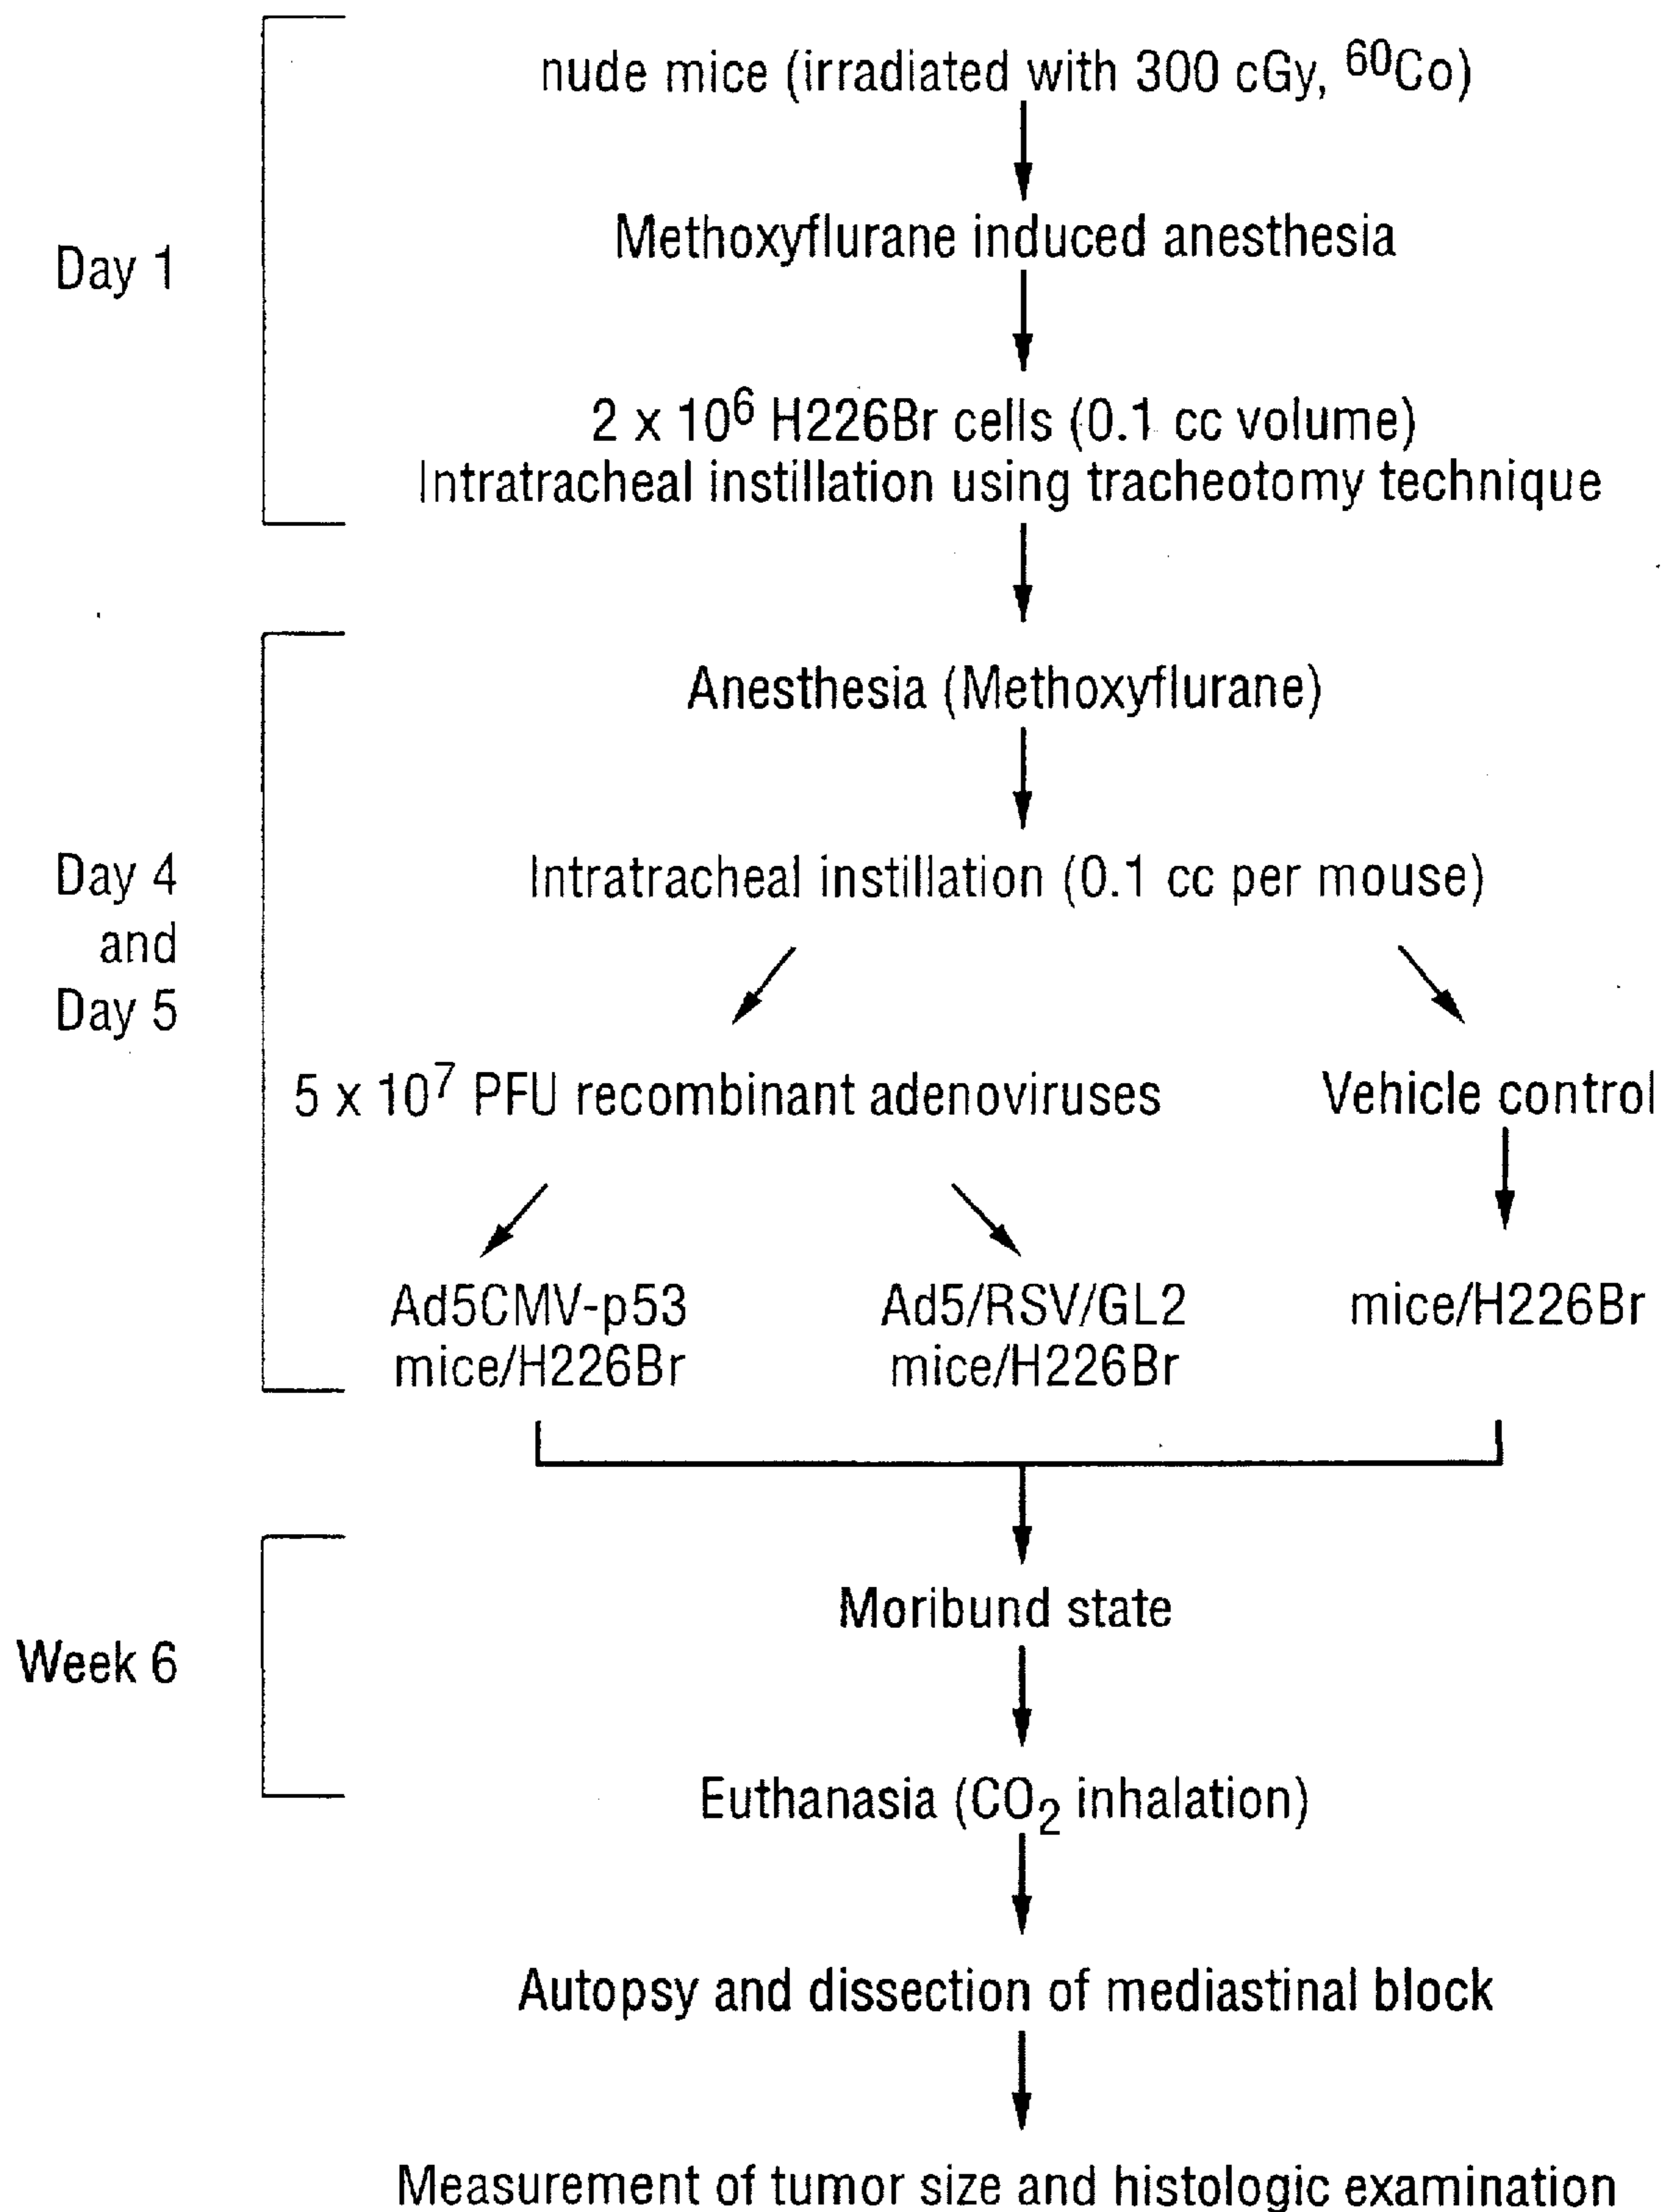 nude mice (irradiated with 300 cGy, ⁶⁰Co)
Methoxyflurane induced anesthesia
Day 1
2 x 10⁶ H226Br cells (0.1 cc volume)
Intratracheal instillation using tracheotomy technique
Anesthesia (Methoxyflurane)
Day 4
and
Day 5
Intratracheal instillation (0.1 cc per mouse)
5 x 10⁷ PFU recombinant adenoviruses
Vehicle control
Ad5CMV-p53
mice/H226Br
Ad5/RSV/GL2
mice/H226Br
mice/H226Br
Week 6
Moribund state
Euthanasia (CO₂ inhalation)
Autopsy and dissection of mediastinal block
Measurement of tumor size and histologic examination